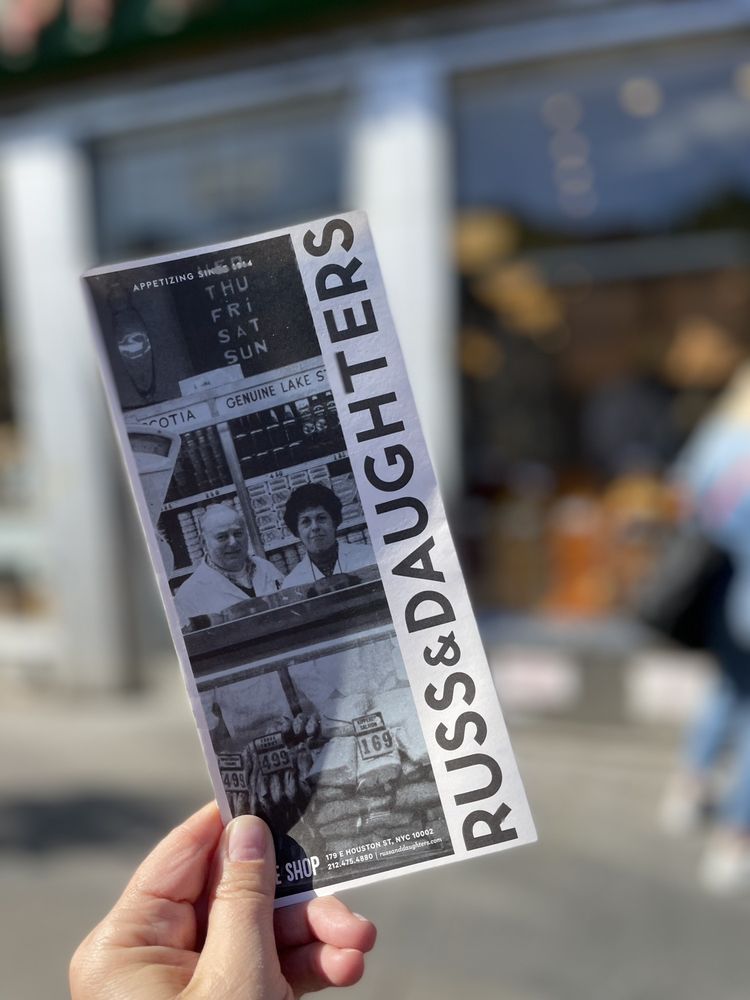 APPETIZING SINCE 1914
THU
FRI
SAT
SUN
SCOTIA
GENUINE LAKE
499
499
169
RUSS&DAUGHTERS
SHOP
179 E HOUSTON ST, NYC 10002
212.475.4880 | russanddaughters.com